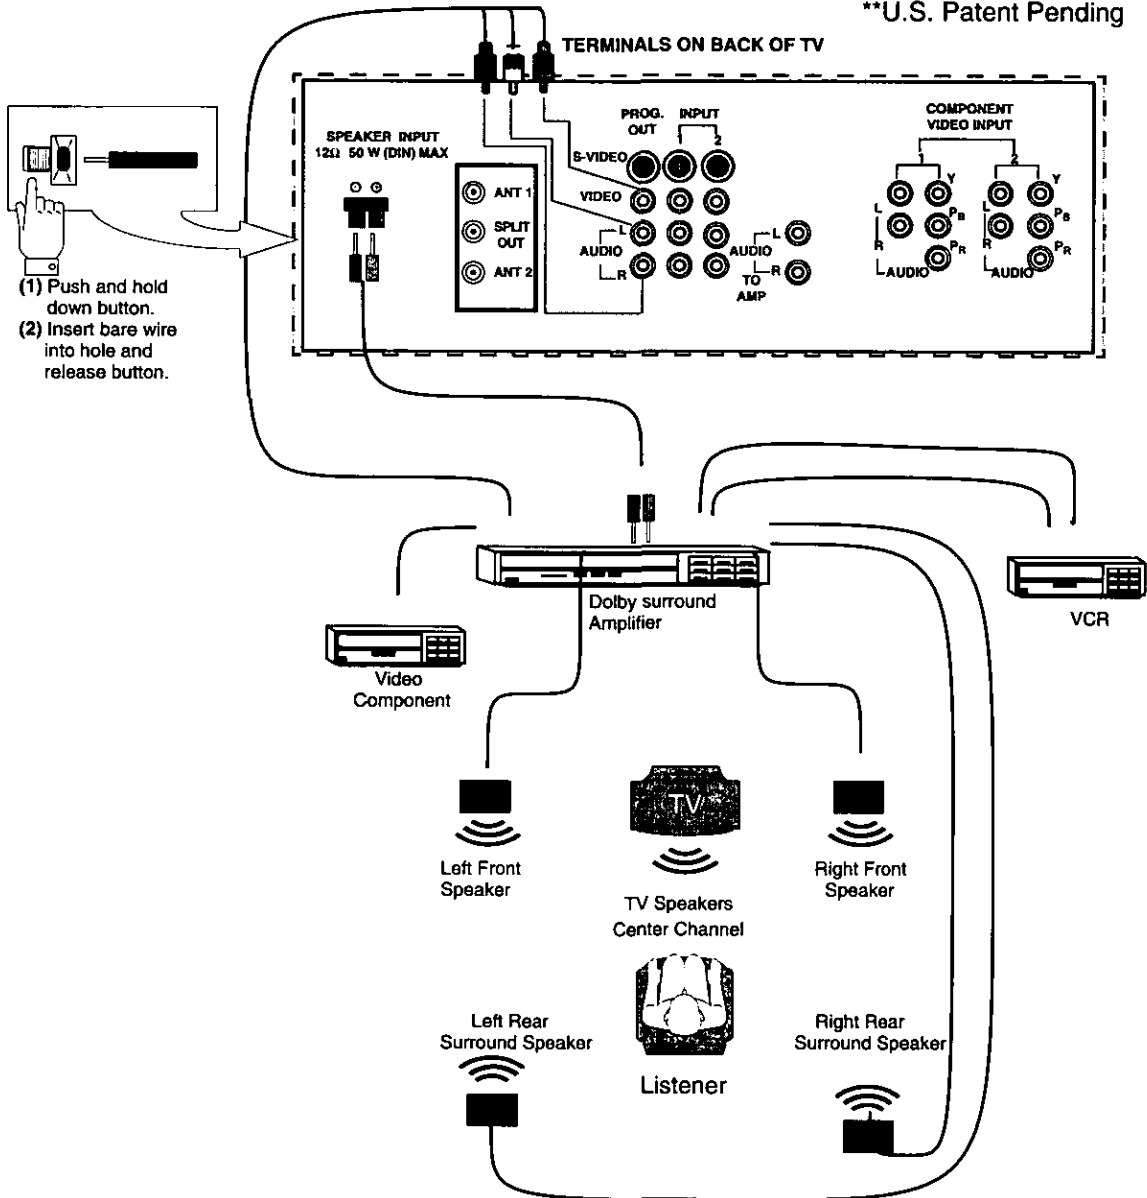 **U.S. Patent Pending
TERMINALS ON BACK OF TV
SPEAKER INPUT
12Ω 50 W (DIN) MAX
ANT 1
SPLIT
OUT
ANT 2
PROG.
OUT
INPUT
1
2
S-VIDEO
VIDEO
L
AUDIO
R
L
AUDIO
R
TO
AMP
COMPONENT
VIDEO INPUT
1
2
Y
PB
PR
L
R
AUDIO
Y
PB
PR
L
R
AUDIO
(1) Push and hold
down button.
(2) Insert bare wire
into hole and
release button.
Dolby surround
Amplifier
VCR
Video
Component
TV
Left Front
Speaker
TV Speakers
Center Channel
Right Front
Speaker
Left Rear
Surround Speaker
Right Rear
Surround Speaker
Listener